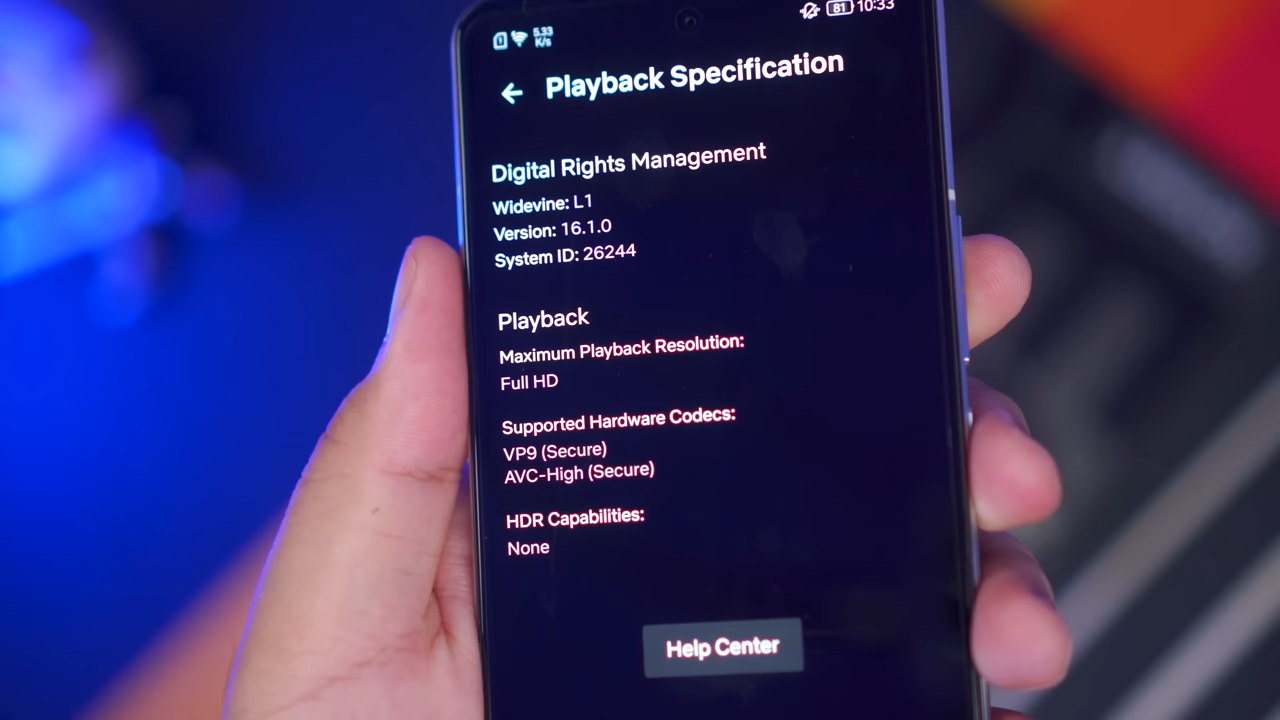 5.33
K/s
81 10:33
Playback Specification
Digital Rights Management
Widevine: L1
Version: 16.1.0
System ID: 26244
Playback
Maximum Playback Resolution:
Full HD
Supported Hardware Codecs:
VP9 (Secure)
AVC-High (Secure)
HDR Capabilities:
None
Help Center